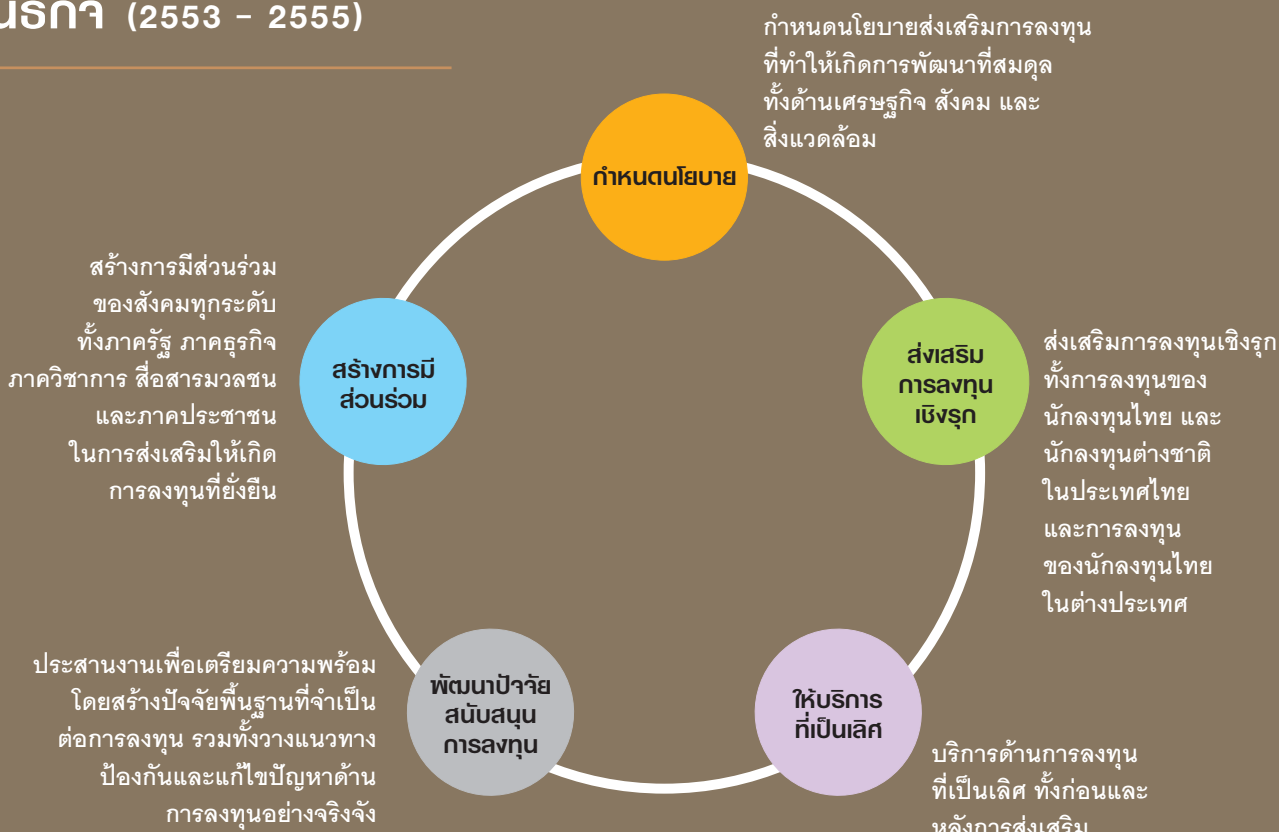 (2553 - 2555)
กำหนดนโยบายส่งเสริมการลงทุน
ที่ทำให้เกิดการพัฒนาที่สมดุล
ทั้งด้านเศรษฐกิจ สังคม และ
สิ่งแวดล้อม
กำหนดนโยบาย
ส่งเสริม
การลงทุน
เชิงรุก
ส่งเสริมการลงทุนเชิงรุก
ทั้งการลงทุนของ
นักลงทุนไทย และ
นักลงทุนต่างชาติ
ในประเทศไทย
และการลงทุน
ของนักลงทุนไทย
ในต่างประเทศ
ให้บริการ
ที่เป็นเลิศ
บริการด้านการลงทุน
ที่เป็นเลิศ ทั้งก่อนและ
หลังการส่งเสริม
พัฒนาปัจจัย
สนับสนุน
การลงทุน
ประสานงานเพื่อเตรียมความพร้อม
โดยสร้างปัจจัยพื้นฐานที่จำเป็น
ต่อการลงทุน รวมทั้งวางแนวทาง
ป้องกันและแก้ไขปัญหาด้าน
การลงทุนอย่างจริงจัง
สร้างการมี
ส่วนร่วม
สร้างการมีส่วนร่วม
ของสังคมทุกระดับ
ทั้งภาครัฐ ภาคธุรกิจ
ภาควิชาการ สื่อสารมวลชน
และภาคประชาชน
ในการส่งเสริมให้เกิด
การลงทุนที่ยั่งยืน